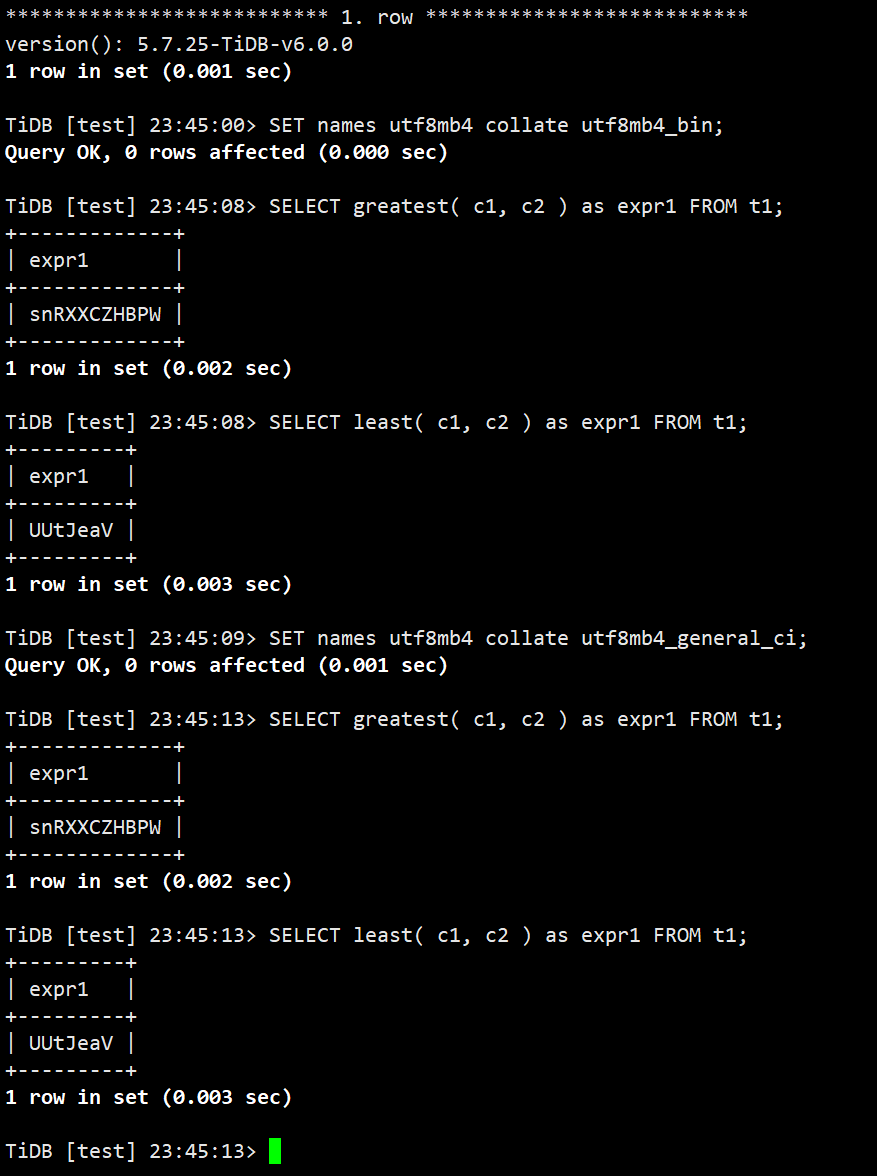 *************************** 1. row ***************************
version(): 5.7.25-TiDB-v6.0.0
1 row in set (0.001 sec)

TiDB [test] 23:45:00> SET names utf8mb4 collate utf8mb4_bin;
Query OK, 0 rows affected (0.000 sec)

TiDB [test] 23:45:08> SELECT greatest( c1, c2 ) as expr1 FROM t1;
+-------------+
| expr1       |
+-------------+
| snRXXCZHBPW |
+-------------+
1 row in set (0.002 sec)

TiDB [test] 23:45:08> SELECT least( c1, c2 ) as expr1 FROM t1;
+---------+
| expr1   |
+---------+
| UUtJeaV |
+---------+
1 row in set (0.003 sec)

TiDB [test] 23:45:09> SET names utf8mb4 collate utf8mb4_general_ci;
Query OK, 0 rows affected (0.001 sec)

TiDB [test] 23:45:13> SELECT greatest( c1, c2 ) as expr1 FROM t1;
+-------------+
| expr1       |
+-------------+
| snRXXCZHBPW |
+-------------+
1 row in set (0.002 sec)

TiDB [test] 23:45:13> SELECT least( c1, c2 ) as expr1 FROM t1;
+---------+
| expr1   |
+---------+
| UUtJeaV |
+---------+
1 row in set (0.003 sec)

TiDB [test] 23:45:13>